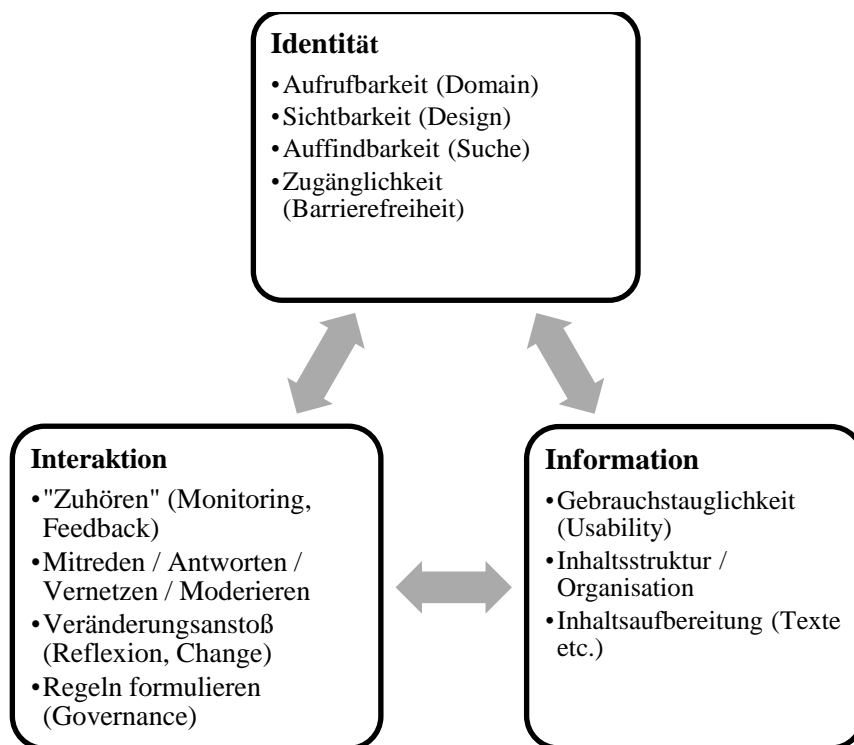 Identität
•Aufrufbarkeit (Domain)
•Sichtbarkeit (Design)
•Auffindbarkeit (Suche)
•Zugänglichkeit
(Barrierefreiheit)
Interaktion
•"Zuhören" (Monitoring,
Feedback)
•Mitreden / Antworten /
Vernetzen / Moderieren
•Veränderungsanstoß
(Reflexion, Change)
•Regeln formulieren
(Governance)
Information
•Gebrauchstauglichkeit
(Usability)
•Inhaltsstruktur /
Organisation
•Inhaltsaufbereitung (Texte
etc.)